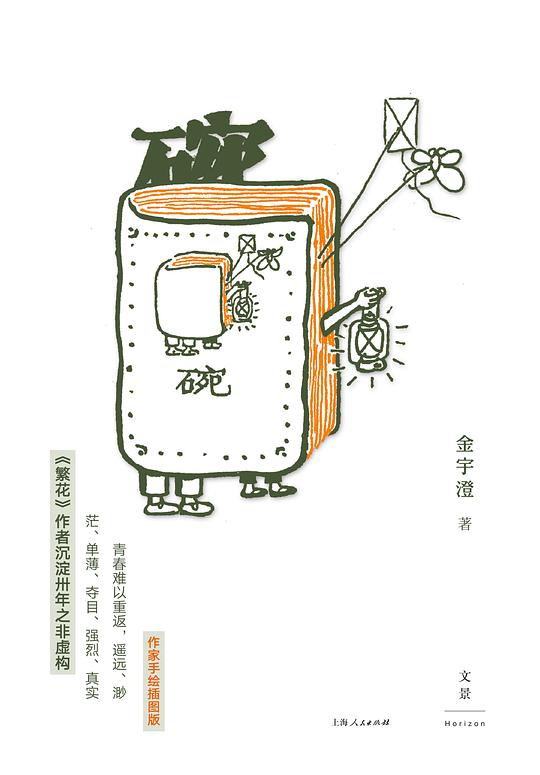 碗
碗
金宇澄 著
作家手绘插图版
青春难以重返，遥远、渺
茫、单薄、夺目、强烈、真实
《繁花》作者沉淀卅年之非虚构
文景
Horizon
上海人民出版社